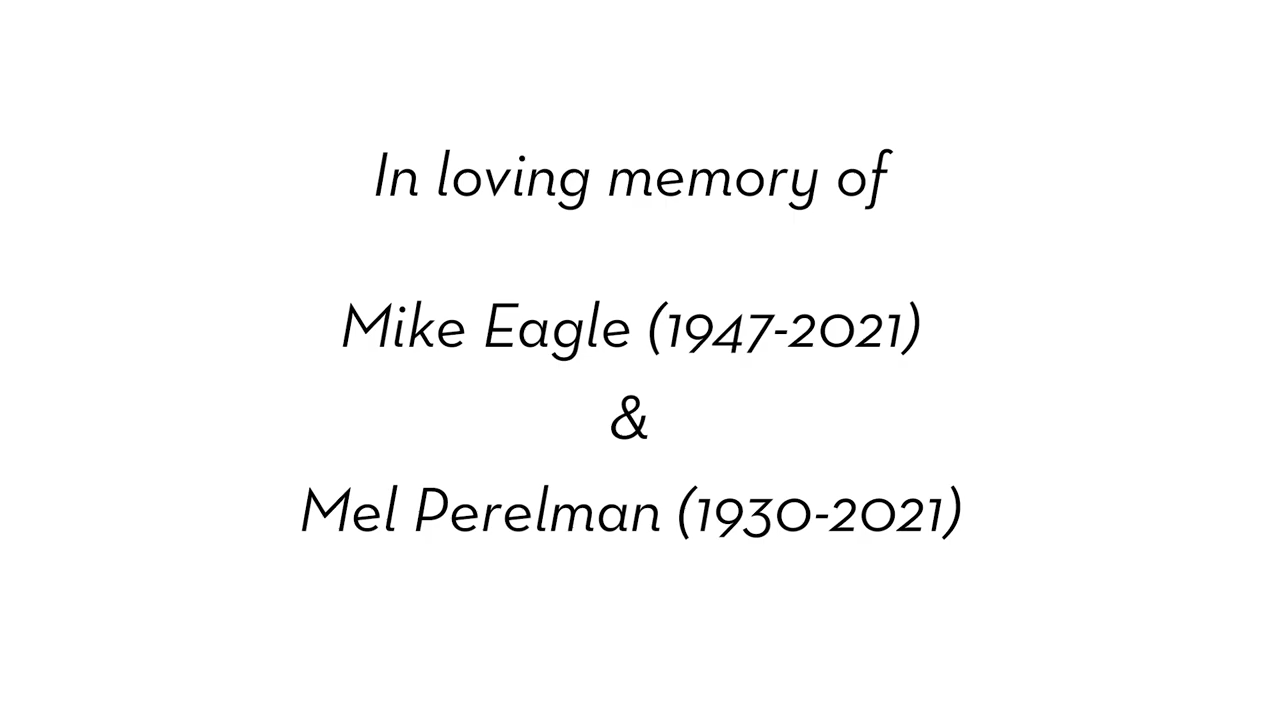 In loving memory of
Mike Eagle (1947-2021)
&
Mel Perelman (1930-2021)